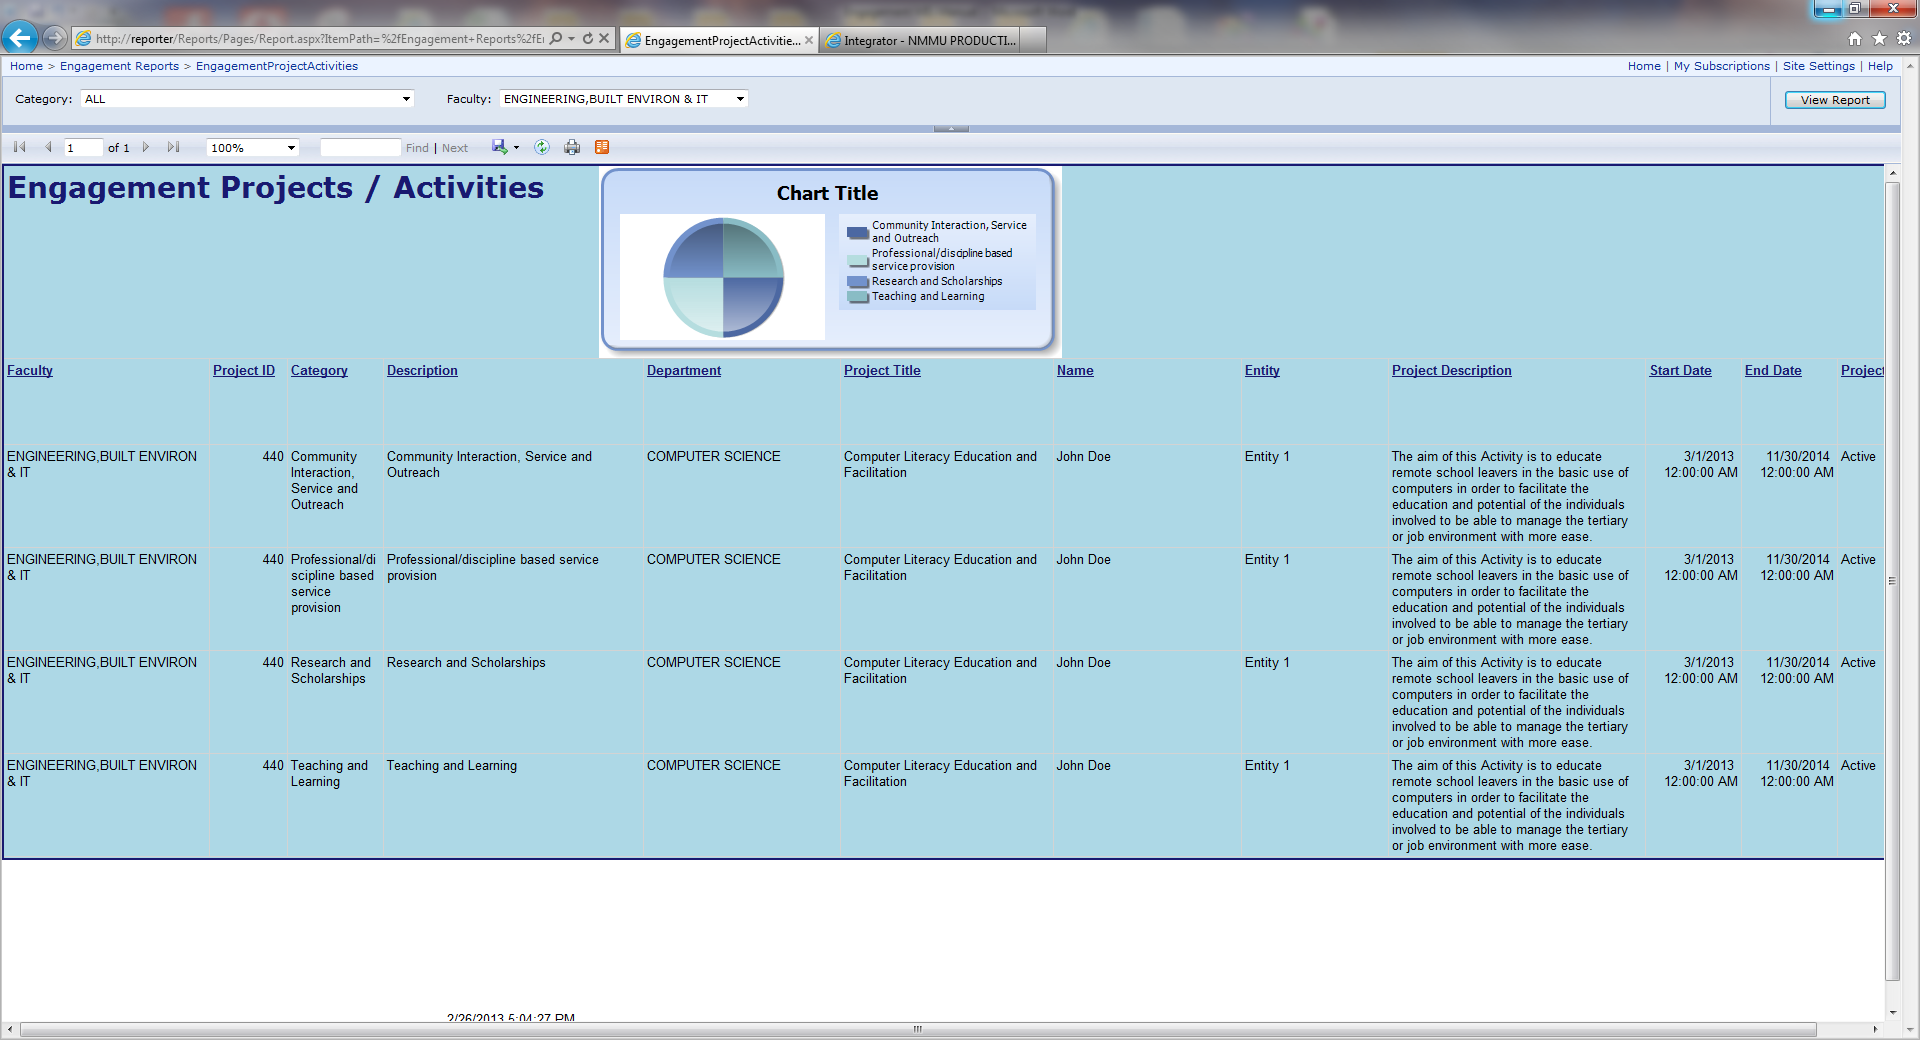 http://reporter/Reports/Pages/Report.aspx?ItemPath=%2fEngagement+Reports%2fE
EngagementProjectActivitie...
Integrator - NMMU PRODUCTI...
Home > Engagement Reports > EngagementProjectActivities
Home | My Subscriptions | Site Settings | Help
Category: ALL
Faculty: ENGINEERING,BUILT ENVIRON & IT
View Report
1 of 1
100%
Find | Next
Engagement Projects / Activities
Chart Title
Community Interaction, Service
and Outreach
Professional/discipline based
service provision
Research and Scholarships
Teaching and Learning
Faculty Project ID Category Description Department Project Title Name Entity Project Description Start Date End Date Project
ENGINEERING,BUILT ENVIRON
& IT
440
Community
Interaction,
Service and
Outreach
Community Interaction, Service and
Outreach
COMPUTER SCIENCE
Computer Literacy Education and
Facilitation
John Doe
Entity 1
The aim of this Activity is to educate
remote school leavers in the basic use of
computers in order to facilitate the
education and potential of the individuals
involved to be able to manage the tertiary
or job environment with more ease.
3/1/2013
12:00:00 AM
11/30/2014
12:00:00 AM
Active
ENGINEERING,BUILT ENVIRON
& IT
440
Professional/di
scipline based
service
provision
Professional/discipline based service
provision
COMPUTER SCIENCE
Computer Literacy Education and
Facilitation
John Doe
Entity 1
The aim of this Activity is to educate
remote school leavers in the basic use of
computers in order to facilitate the
education and potential of the individuals
involved to be able to manage the tertiary
or job environment with more ease.
3/1/2013
12:00:00 AM
11/30/2014
12:00:00 AM
Active
ENGINEERING,BUILT ENVIRON
& IT
440
Research and
Scholarships
Research and Scholarships
COMPUTER SCIENCE
Computer Literacy Education and
Facilitation
John Doe
Entity 1
The aim of this Activity is to educate
remote school leavers in the basic use of
computers in order to facilitate the
education and potential of the individuals
involved to be able to manage the tertiary
or job environment with more ease.
3/1/2013
12:00:00 AM
11/30/2014
12:00:00 AM
Active
ENGINEERING,BUILT ENVIRON
& IT
440
Teaching and
Learning
Teaching and Learning
COMPUTER SCIENCE
Computer Literacy Education and
Facilitation
John Doe
Entity 1
The aim of this Activity is to educate
remote school leavers in the basic use of
computers in order to facilitate the
education and potential of the individuals
involved to be able to manage the tertiary
or job environment with more ease.
3/1/2013
12:00:00 AM
11/30/2014
12:00:00 AM
Active
2/26/2013 5:04:27 PM